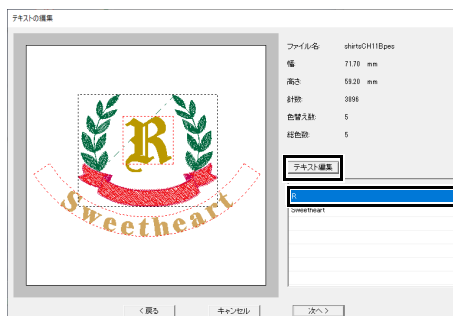 テキストの編集
ファイル名: shirtsCH11B.pes
幅: 71.70 mm
高さ: 59.20 mm
針数: 3896
色替え数: 5
総色数: 5
テキスト編集
R
Sweetheart
R
Sweetheart
< 戻る
キャンセル
次へ >